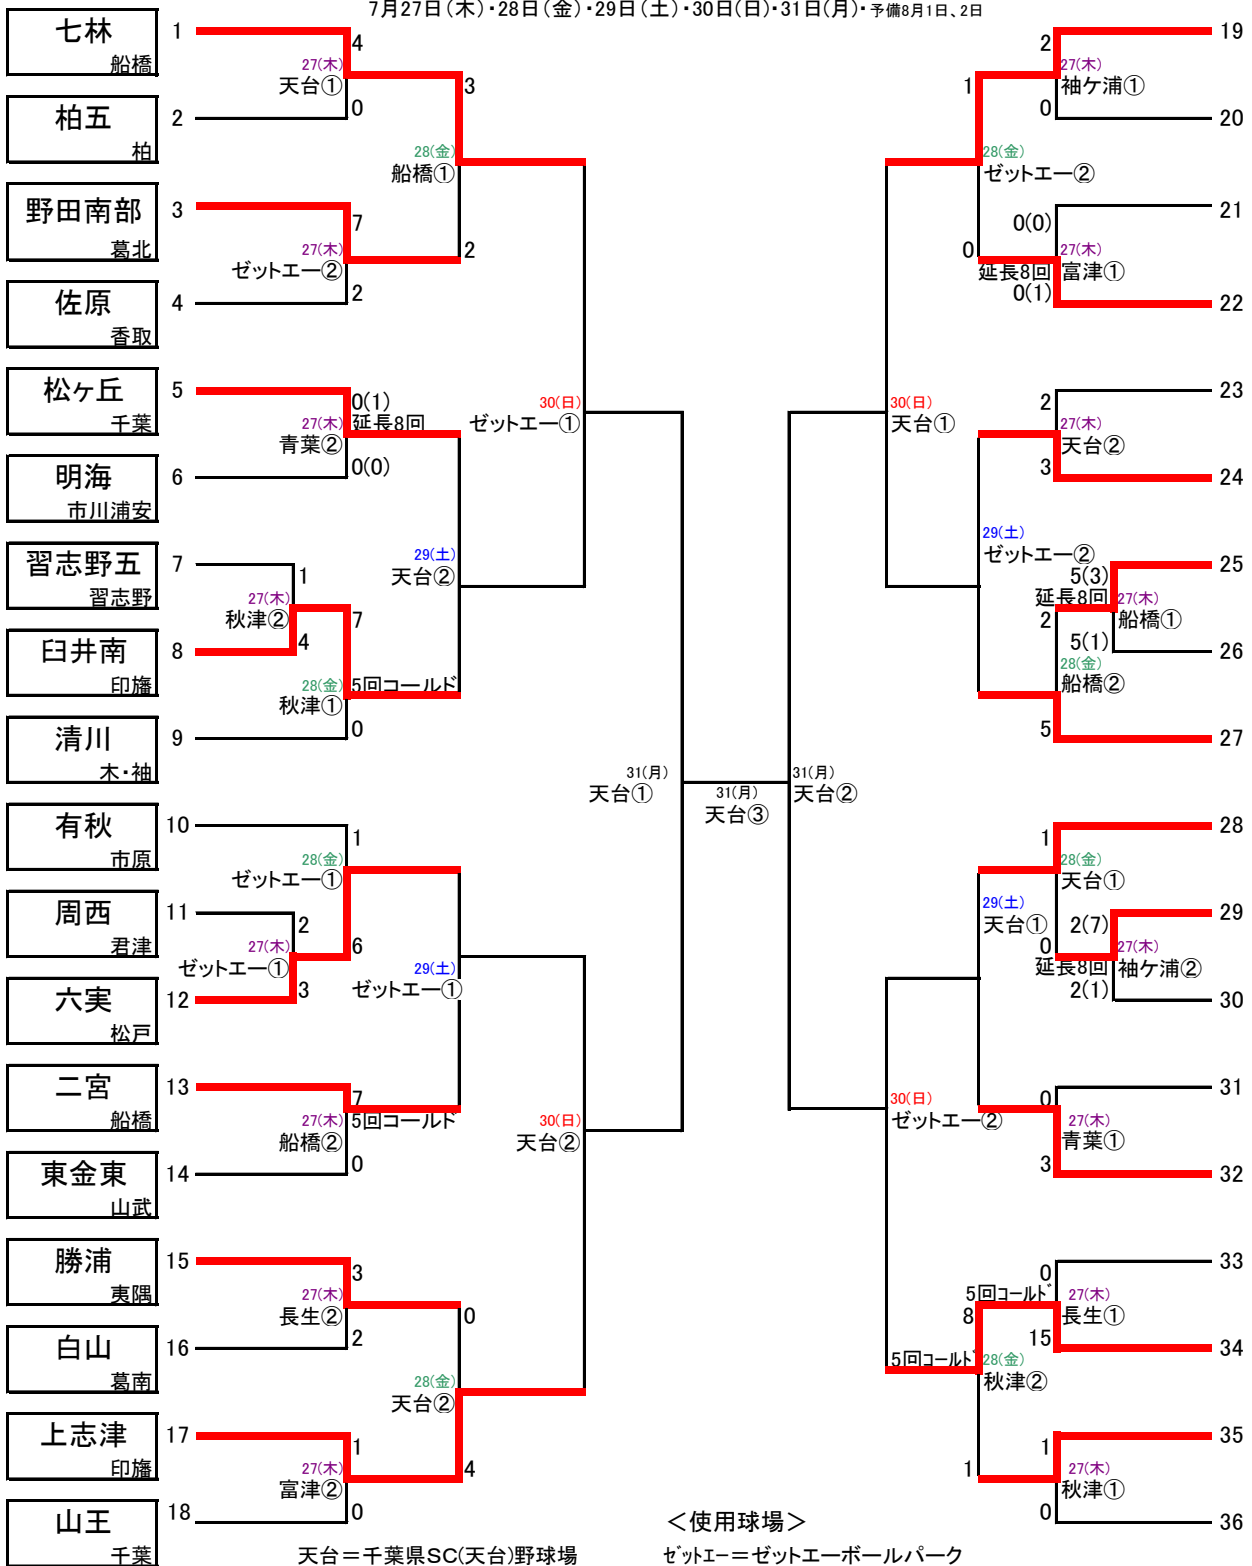 7月27日(木)・28日(金)・29日(土)・30日(日)・31日(月)・予備8月1日、2日
七林
船橋
1
4
27(木)
天台①
0
3
柏五
柏
2
28(金)
船橋①
野田南部
葛北
3
7
27(木)
ゼットエー②
2
2
佐原
香取
4
松ヶ丘
千葉
5
0(1)
27(木)
延長8回
青葉②
0(0)
30(日)
ゼットエー①
明海
市川浦安
6
習志野五
習志野
7
1
27(木)
秋津②
4
7
29(土)
天台②
臼井南
印旛
8
28(金)
5回コールド
秋津①
0
清川
木・袖
9
31(月)
天台①
31(月)
天台③
31(月)
天台②
有秋
市原
10
1
28(金)
ゼットエー①
周西
君津
11
2
27(木)
ゼットエー①
3
6
29(土)
ゼットエー①
六実
松戸
12
二宮
船橋
13
7
27(木)
5回コールド
船橋②
0
30(日)
天台②
東金東
山武
14
勝浦
夷隅
15
3
27(木)
長生②
2
0
白山
葛南
16
28(金)
天台②
上志津
印旛
17
1
27(木)
富津②
0
4
山王
千葉
18
19
2
27(木)
袖ケ浦①
0
1
20
28(金)
ゼットエー②
21
0(0)
27(木)
0
延長8回
富津①
0(1)
22
30(日)
天台①
23
2
27(木)
天台②
3
24
29(土)
ゼットエー②
25
5(3)
延長8回
27(木)
船橋①
5(1)
2
26
28(金)
船橋②
5
27
28
1
28(金)
天台①
29(土)
天台①
29
2(7)
0
27(木)
延長8回
袖ケ浦②
2(1)
30
30(日)
ゼットエー②
31
0
27(木)
青葉①
3
32
33
0
5回コールド
27(木)
長生①
8
15
34
5回コールド
28(金)
秋津②
35
1
1
27(木)
秋津①
0
36
＜使用球場＞
天台＝千葉県SC(天台)野球場
ゼットエー＝ゼットエーボールパーク